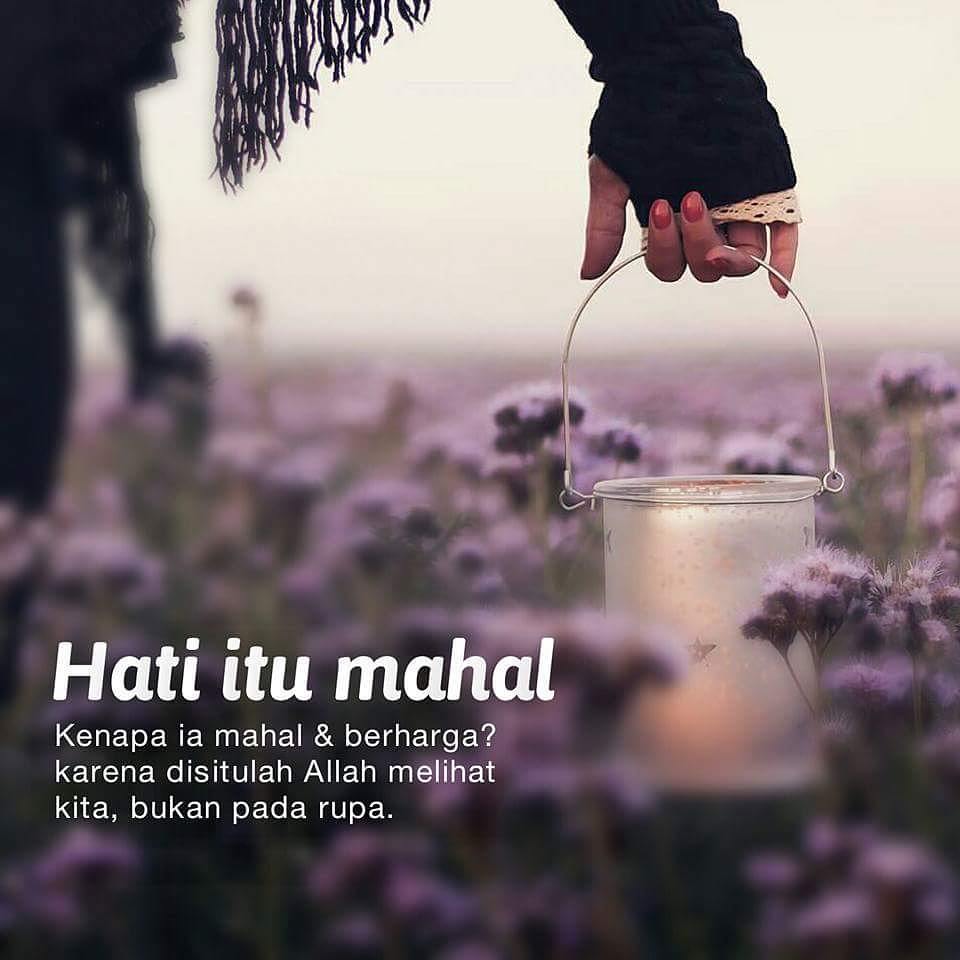 Hati itu mahal
Kenapa ia mahal & berharga?
karena disitulah Allah melihat
kita, bukan pada rupa.